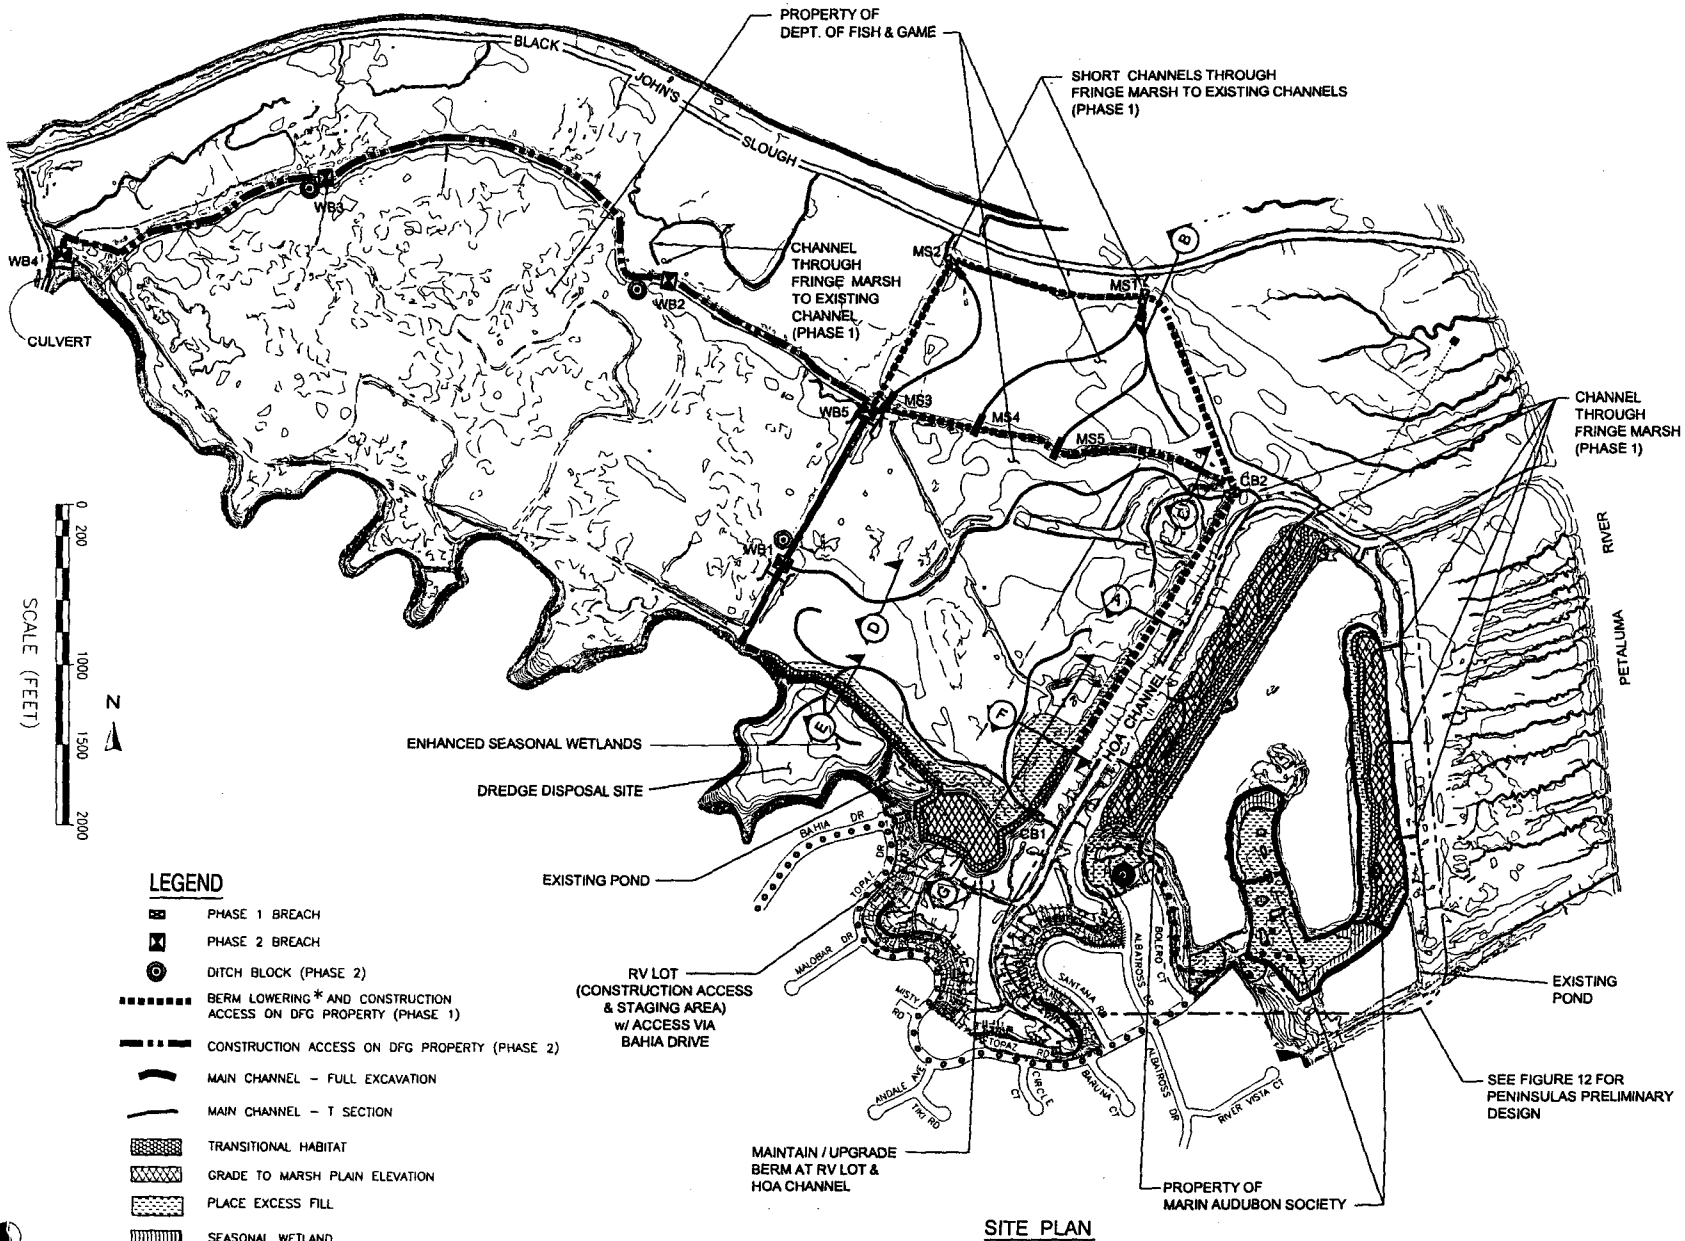 PROPERTY OF
DEPT. OF FISH & GAME
SHORT CHANNELS THROUGH
FRINGE MARSH TO EXISTING CHANNELS
(PHASE 1)
BLACK
JOHN'S
SLOUGH
CHANNEL
THROUGH
FRINGE MARSH
TO EXISTING
CHANNEL
(PHASE 1)
WB3
WB4
WB2
MS2
MS1
B
CULVERT
WB5
MS3
MS4
MS5
CB2
CHANNEL
THROUGH
FRINGE MARSH
(PHASE 1)
C
WB1
RIVER
PETALUMA
A
D
E
F
HOA CHANNEL
SCALE (FEET)
0
200
1000
1500
2000
N
ENHANCED SEASONAL WETLANDS
DREDGE DISPOSAL SITE
EXISTING POND
CB1
G
BAHIA DR
TOPAZ DR
MALOBAR DR
MISTY RD
ANDALE AVE
TIKI RD
TOPAZ RD
CIRCLE CT
BARUNA CT
SANTANA RD
ALBATROSS DR
BOLERO CT
ALBATROSS DR
RIVER VISTA CT
RV LOT
(CONSTRUCTION ACCESS
& STAGING AREA)
w/ ACCESS VIA
BAHIA DRIVE
EXISTING
POND
SEE FIGURE 12 FOR
PENINSULAS PRELIMINARY
DESIGN
MAINTAIN / UPGRADE
BERM AT RV LOT &
HOA CHANNEL
PROPERTY OF
MARIN AUDUBON SOCIETY
LEGEND
PHASE 1 BREACH
PHASE 2 BREACH
DITCH BLOCK (PHASE 2)
BERM LOWERING * AND CONSTRUCTION
ACCESS ON DFG PROPERTY (PHASE 1)
CONSTRUCTION ACCESS ON DFG PROPERTY (PHASE 2)
MAIN CHANNEL - FULL EXCAVATION
MAIN CHANNEL - T SECTION
TRANSITIONAL HABITAT
GRADE TO MARSH PLAIN ELEVATION
PLACE EXCESS FILL
SEASONAL WETLAND
SITE PLAN